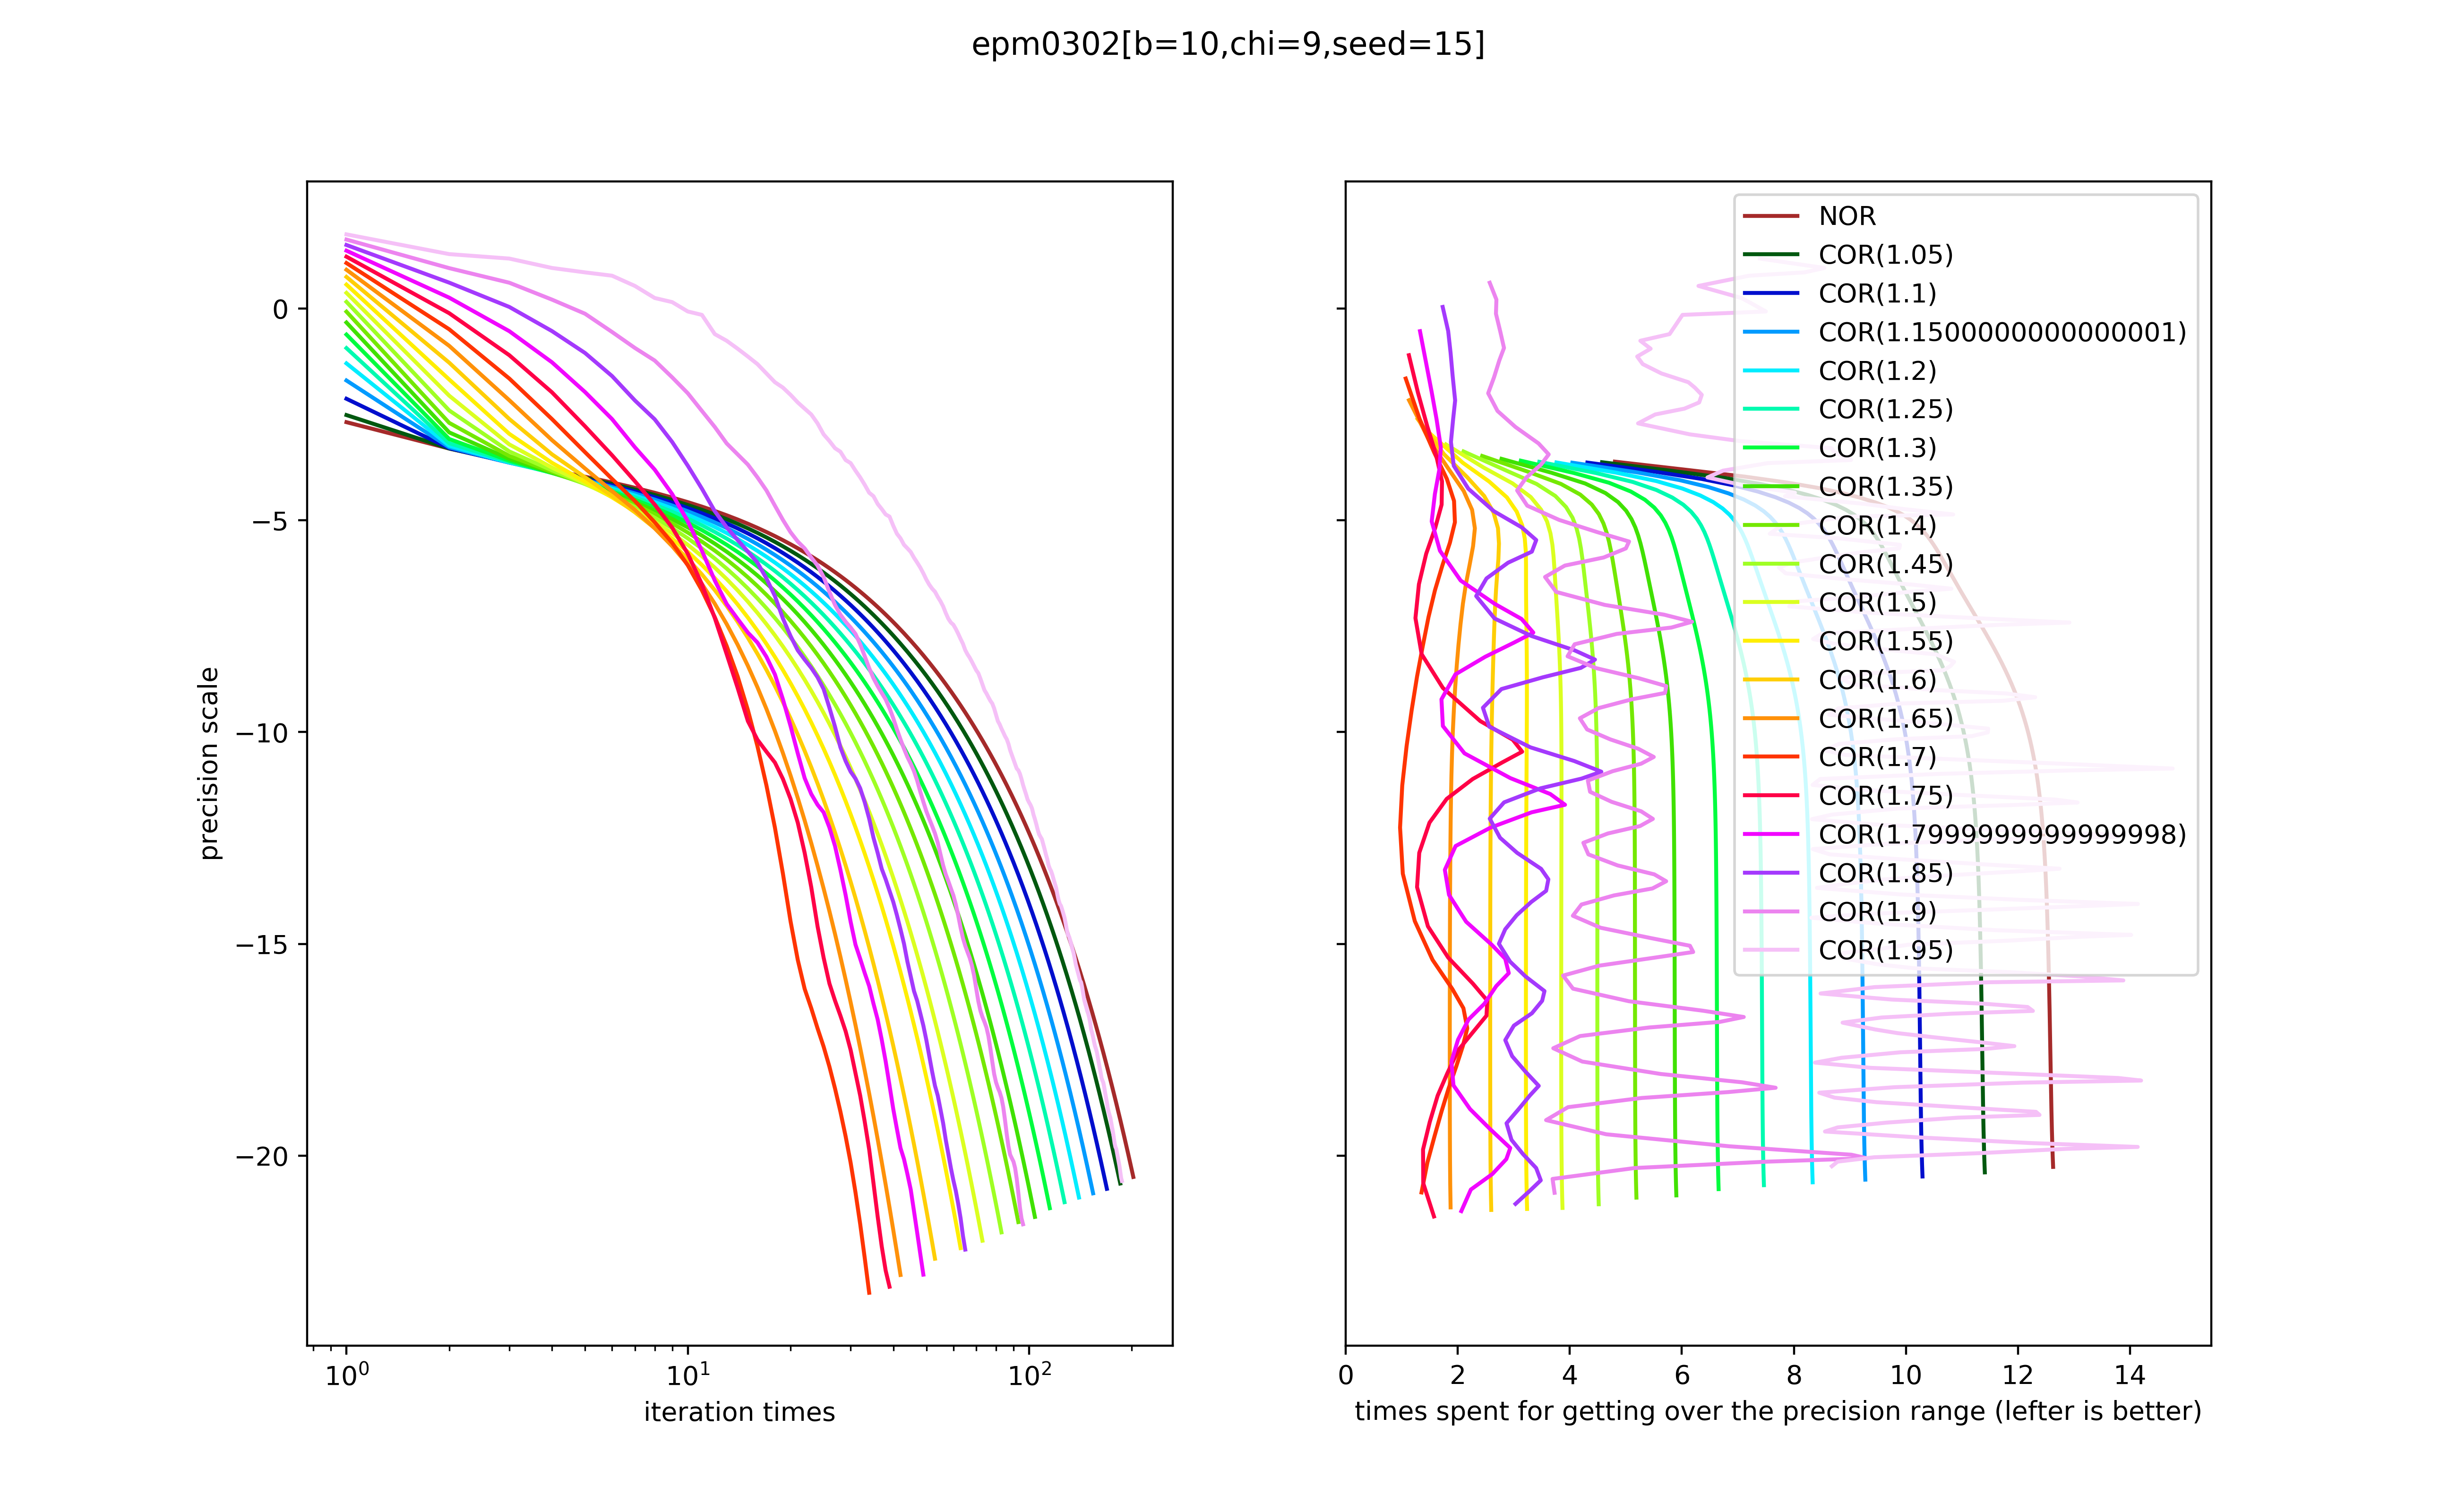 epm0302[b=10,chi=9,seed=15]
precision scale
0
−5
−10
−15
−20
10⁰
10¹
10²
iteration times
NOR
COR(1.05)
COR(1.1)
COR(1.1500000000000001)
COR(1.2)
COR(1.25)
COR(1.3)
COR(1.35)
COR(1.4)
COR(1.45)
COR(1.5)
COR(1.55)
COR(1.6)
COR(1.65)
COR(1.7)
COR(1.75)
COR(1.7999999999999998)
COR(1.85)
COR(1.9)
COR(1.95)
0 2 4 6 8 10 12 14
times spent for getting over the precision range (lefter is better)